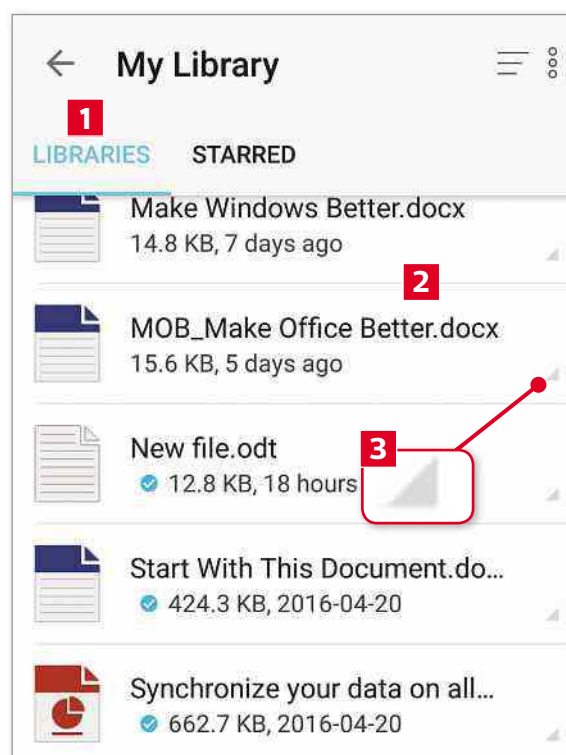 My Library
1
LIBRARIES STARRED
Make Windows Better.docx
14.8 KB, 7 days ago
2
MOB_Make Office Better.docx
15.6 KB, 5 days ago
New file.odt
3
12.8 KB, 18 hours
Start With This Document.do...
424.3 KB, 2016-04-20
Synchronize your data on all...
662.7 KB, 2016-04-20